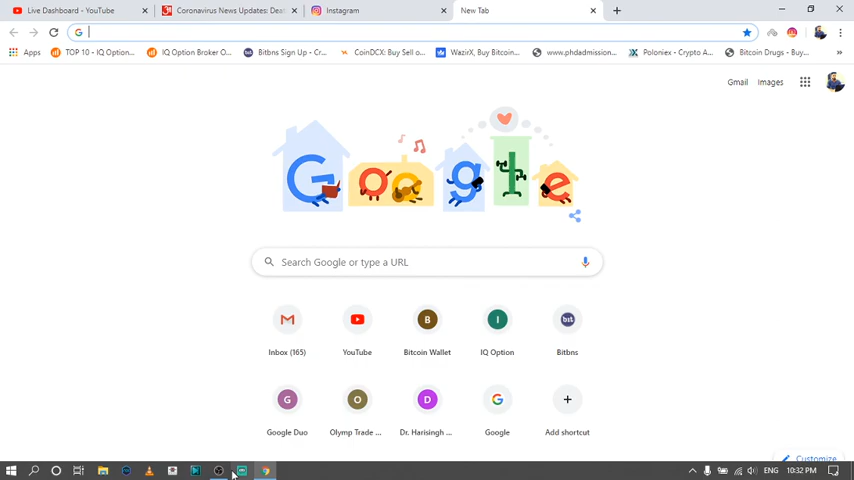 Live Dashboard - YouTube
Coronavirus News Updates: Deat
Instagram
New Tab
Apps
TOP 10 - IQ Option...
IQ Option Broker O...
Bitbns Sign Up - Cr...
CoinDCX: Buy Sell o...
WazirX, Buy Bitcoin...
www.phdadmission...
Poloniex - Crypto A...
Bitcoin Drugs - Buy...
Gmail
Images
Google
Search Google or type a URL
Inbox (165)
YouTube
B
Bitcoin Wallet
I
IQ Option
bit
Bitbns
G
Google Duo
O
Olymp Trade ...
D
Dr. Harisingh ...
Google
Add shortcut
Customize
ENG
10:32 PM